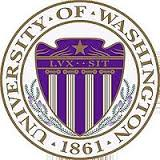 UNIVERSITY · OF · WASHINGTON
LVX · SIT
· 1861 ·